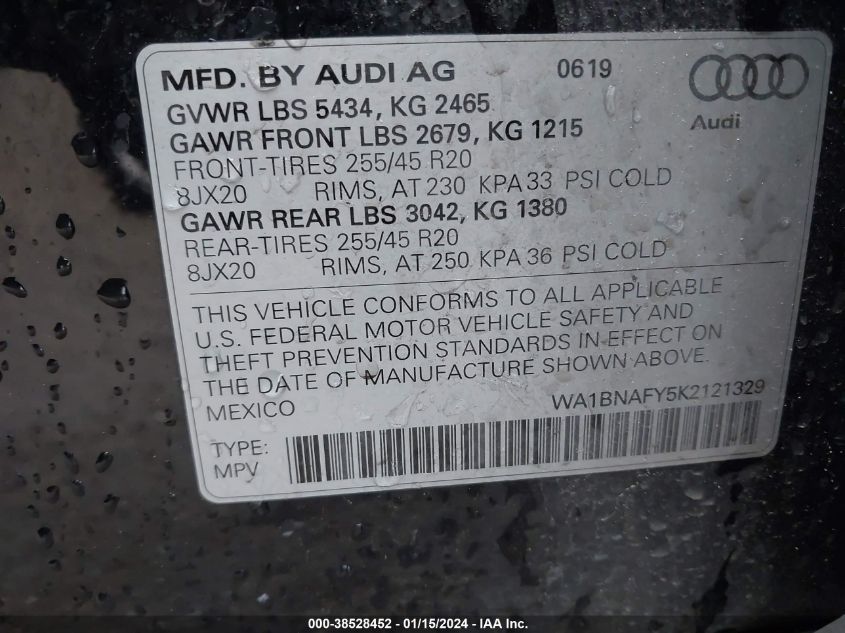 MFD. BY AUDI AG 0619
GVWR LBS 5434, KG 2465
GAWR FRONT LBS 2679, KG 1215
Audi
FRONT-TIRES 255/45 R20
8JX20 RIMS, AT 230 KPA 33 PSI COLD
GAWR REAR LBS 3042, KG 1380
REAR-TIRES 255/45 R20
8JX20 RIMS, AT 250 KPA 36 PSI COLD
THIS VEHICLE CONFORMS TO ALL APPLICABLE
U.S. FEDERAL MOTOR VEHICLE SAFETY AND
THEFT PREVENTION STANDARDS IN EFFECT ON
THE DATE OF MANUFACTURE SHOWN ABOVE.
MEXICO WA1BNAFY5K2121329
TYPE:
MPV
000-38528452 - 01/15/2024 - IAA Inc.